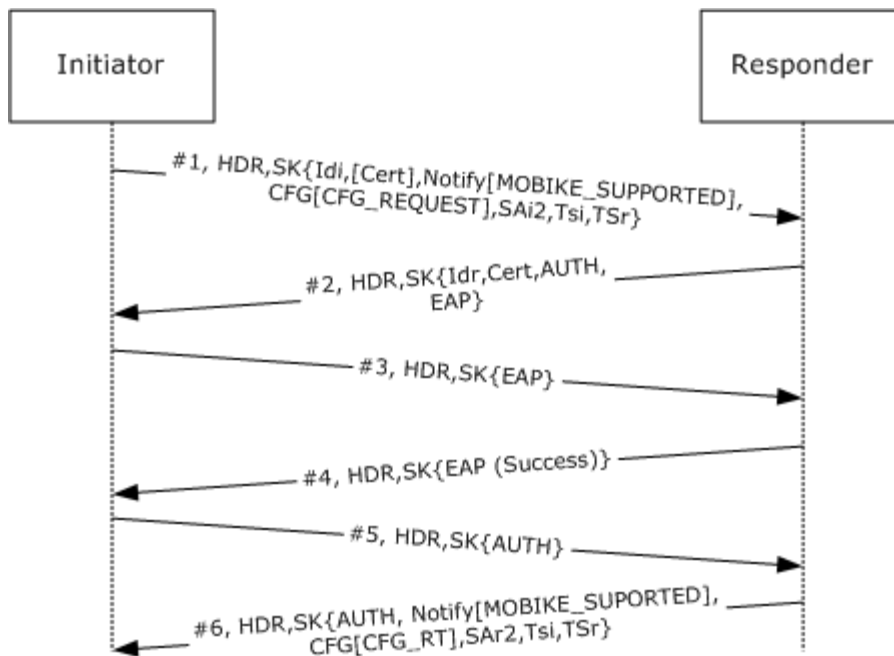 Initiator
Responder
#1, HDR,SK{Idi,[Cert],Notify[MOBIKE_SUPPORTED],
CFG[CFG_REQUEST],SAi2,Tsi,TSr}
#2, HDR,SK{Idr,Cert,AUTH,
EAP}
#3, HDR,SK{EAP}
#4, HDR,SK{EAP (Success)}
#5, HDR,SK{AUTH}
#6, HDR,SK{AUTH, Notify[MOBIKE_SUPORTED],
CFG[CFG_RT],SAr2,Tsi,TSr}